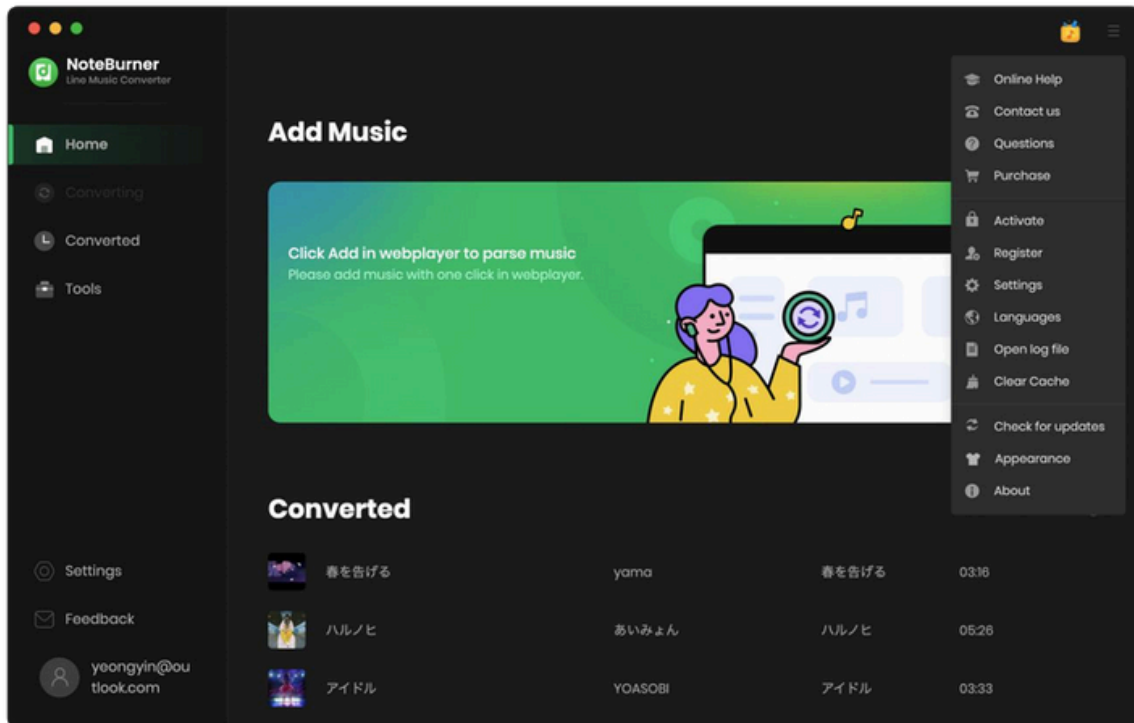 NoteBurner
Line Music Converter
Home
Converting
Converted
Tools
Settings
Feedback
yeongyin@ou
tlook.com
Add Music
Click Add in webplayer to parse music
Please add music with one click in webplayer.
Converted
春を告げる yama 春を告げる 03:16
ハルノヒ あいみょん ハルノヒ 05:26
アイドル YOASOBI アイドル 03:33
Online Help
Contact us
Questions
Purchase
Activate
Register
Settings
Languages
Open log file
Clear Cache
Check for updates
Appearance
About